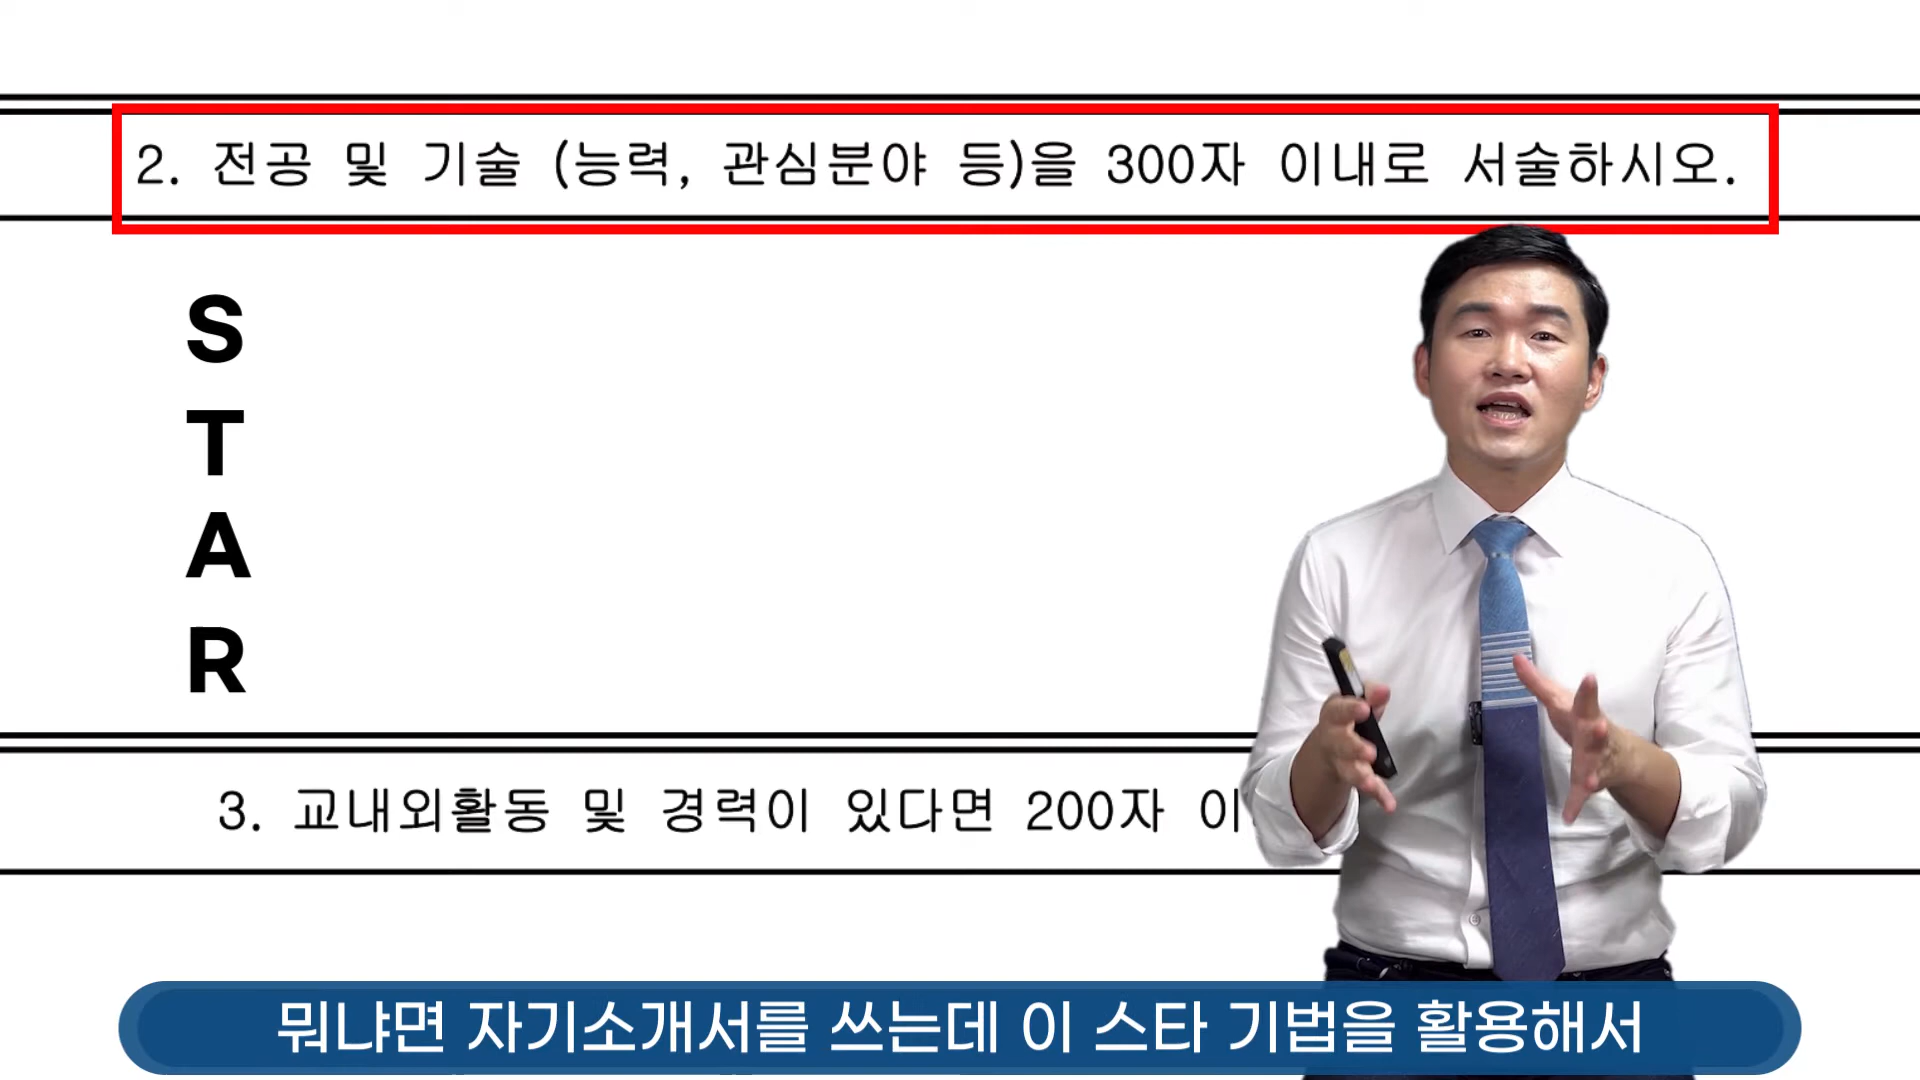 2. 전공 및 기술 (능력, 관심분야 등)을 300자 이내로 서술하시오.
S
T
A
R
3. 교내외활동 및 경력이 있다면 200자 이
뭐냐면 자기소개서를 쓰는데 이 스타 기법을 활용해서